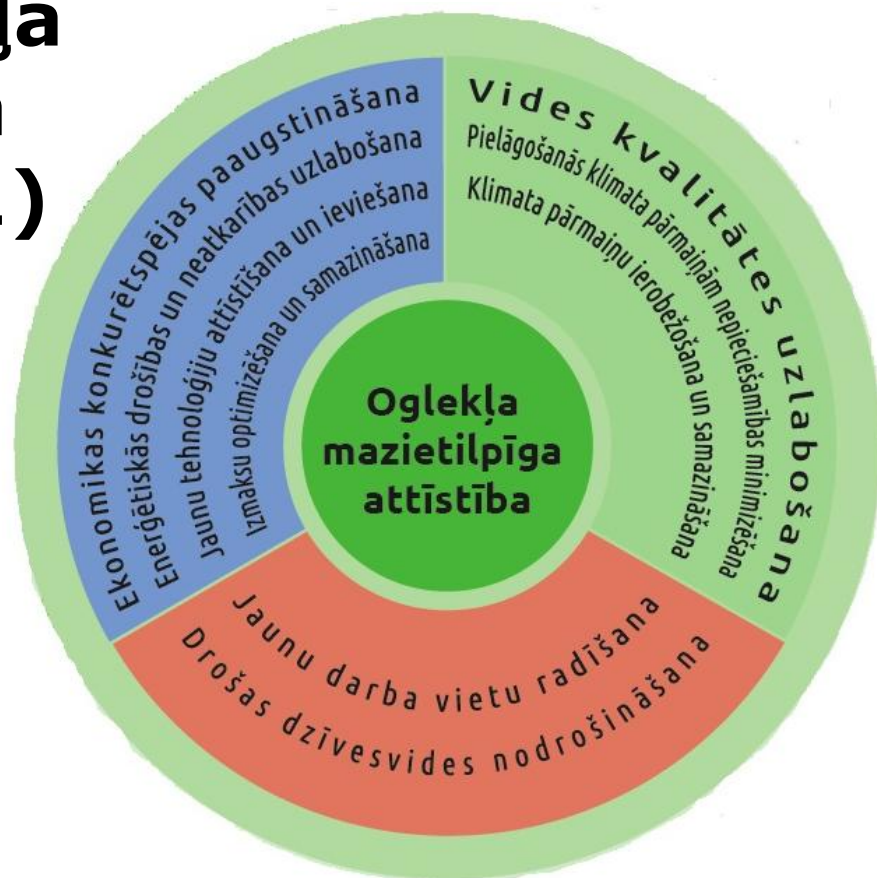 ļa
.)
Ekonomikas konkurētspējas paaugstināšana
Enerģētiskās drošības un neatkarības uzlabošana
Jaunu tehnoloģiju attīstīšana un ieviešana
Izmaksu optimizēšana un samazināšana
Vides kvalitātes uzlabošana
Pielāgošanās klimata pārmaiņām nepieciešamības minimizēšana
Klimata pārmaiņu ierobežošana un samazināšana
Oglekļa
mazietilpīga
attīstība
Jaunu darba vietu radīšana
Drošas dzīvesvides nodrošināšana